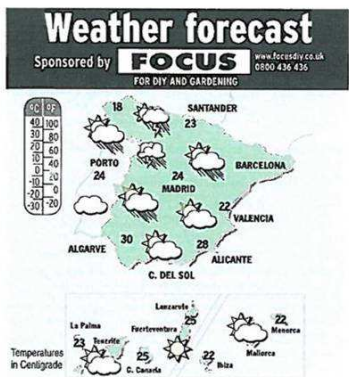 Weather forecast
Sponsored by FOCUS www.focusdiy.co.uk
0800 436 436
FOR DIY AND GARDENING
°C °F
40 100
30 80
20 60
10 40
0 20
-10 0
-20 -20
-30
18
SANTANDER
23
PORTO
24
24
MADRID
BARCELONA
22
VALENCIA
ALGARVE
30
28
ALICANTE
C. DEL SOL
Lanzarote
25
La Palma
Fuerteventura
22
Menorca
23
Tenerife
Mallorca
Temperatures
in Centigrade
25
C. Canaria
22
Ibiza